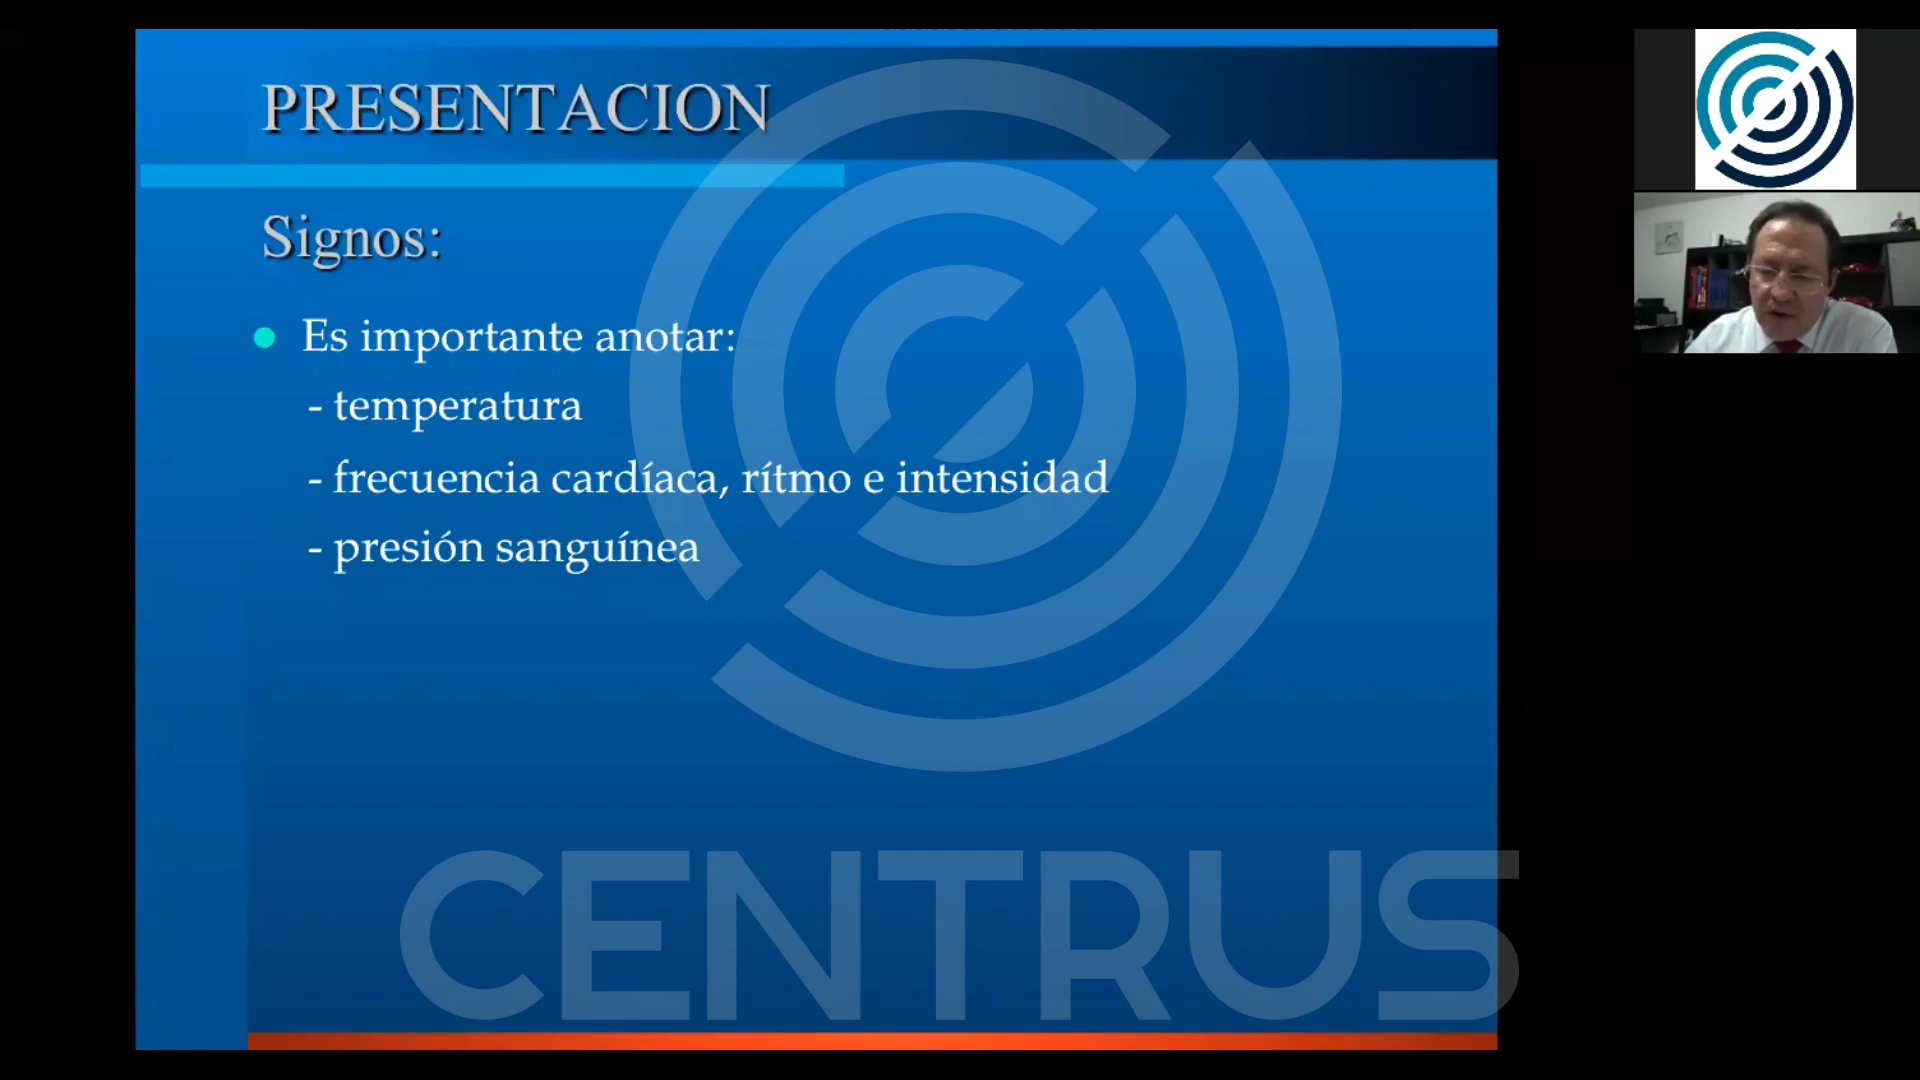 PRESENTACION
Signos:
Es importante anotar:
- temperatura
- frecuencia cardíaca, rítmo e intensidad
- presión sanguínea
CENTRUS